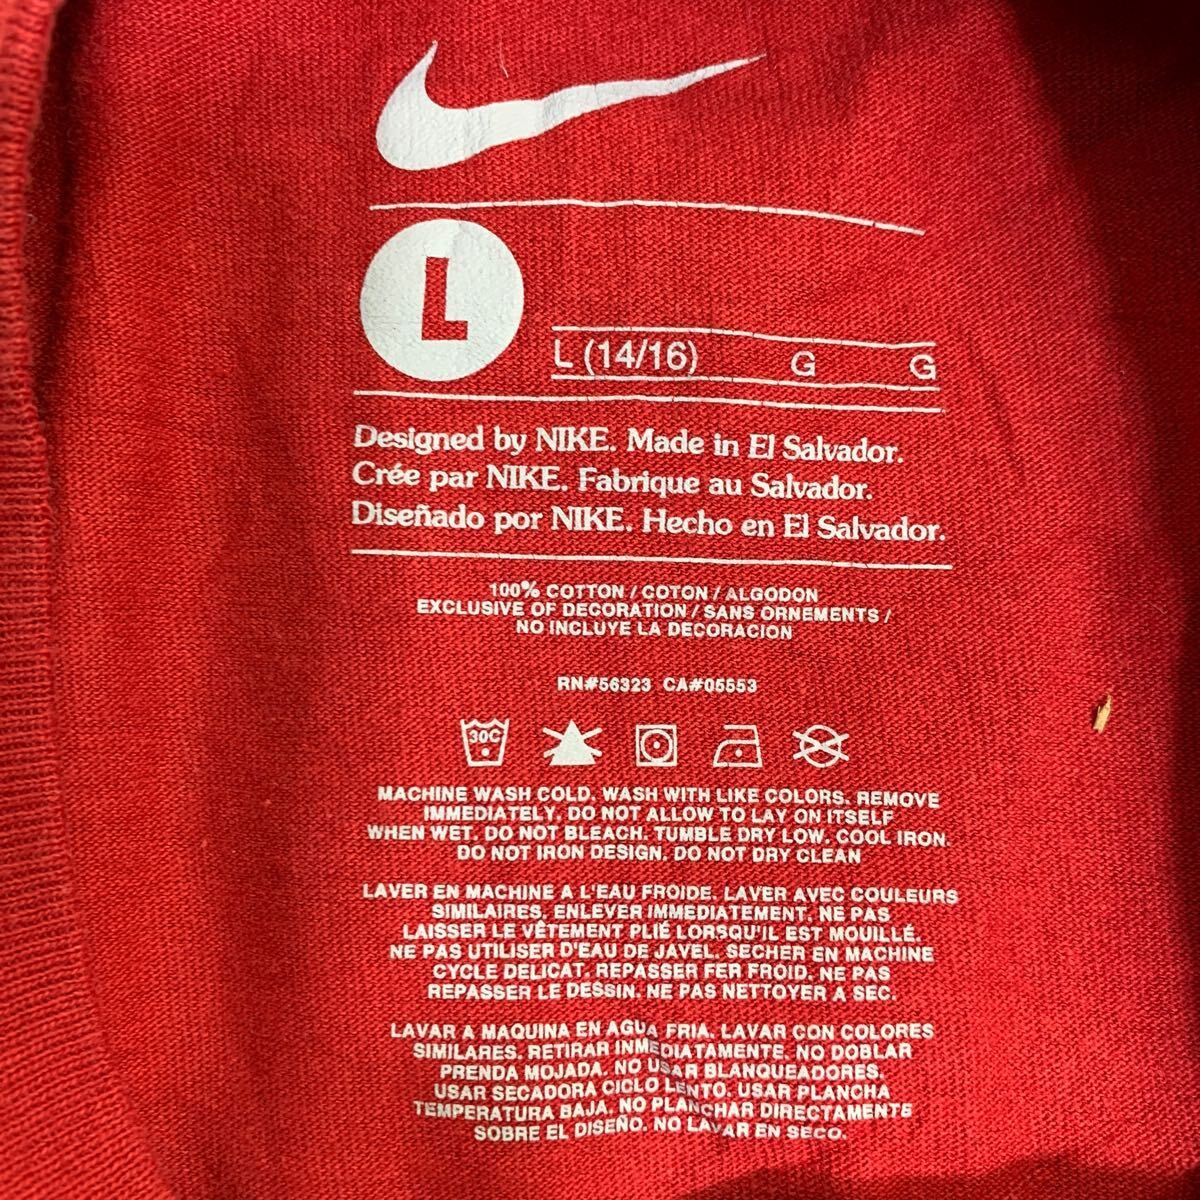 L
L (14/16) G G
Designed by NIKE. Made in El Salvador.
Crée par NIKE. Fabrique au Salvador.
Diseñado por NIKE. Hecho en El Salvador.
100% COTTON / COTON / ALGODON
EXCLUSIVE OF DECORATION / SANS ORNEMENTS /
NO INCLUYE LA DECORACION
RN#56323 CA#05553
30C
MACHINE WASH COLD. WASH WITH LIKE COLORS. REMOVE
IMMEDIATELY. DO NOT ALLOW TO LAY ON ITSELF
WHEN WET. DO NOT BLEACH. TUMBLE DRY LOW. COOL IRON.
DO NOT IRON DESIGN. DO NOT DRY CLEAN
LAVER EN MACHINE A L'EAU FROIDE. LAVER AVEC COULEURS
SIMILAIRES. ENLEVER IMMEDIATEMENT. NE PAS
LAISSER LE VÊTEMENT PLIÉ LORSQU'IL EST MOUILLÉ.
NE PAS UTILISER D'EAU DE JAVEL. SECHER EN MACHINE
CYCLE DELICAT. REPASSER FER FROID. NE PAS
REPASSER LE DESSIN. NE PAS NETTOYER A SEC.
LAVAR A MAQUINA EN AGUA FRIA. LAVAR CON COLORES
SIMILARES. RETIRAR INMEDIATAMENTE. NO DOBLAR
PRENDA MOJADA. NO USAR BLANQUEADORES.
USAR SECADORA CICLO LENTO. USAR PLANCHA
TEMPERATURA BAJA. NO PLANCHAR DIRECTAMENTE
SOBRE EL DISEÑO. NO LAVAR EN SECO.